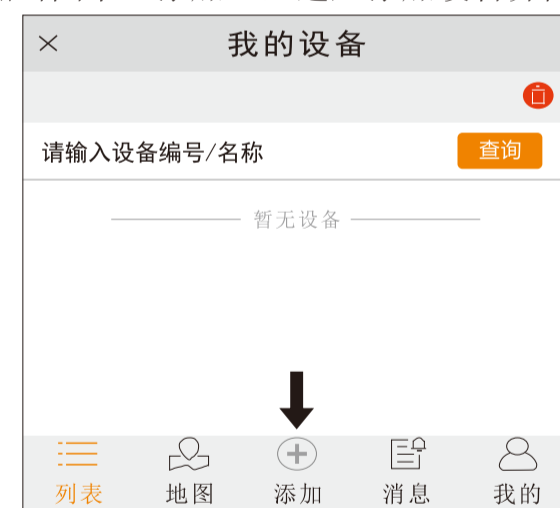 我的设备
请输入设备编号/名称 查询
暂无设备
列表 地图 添加 消息 我的